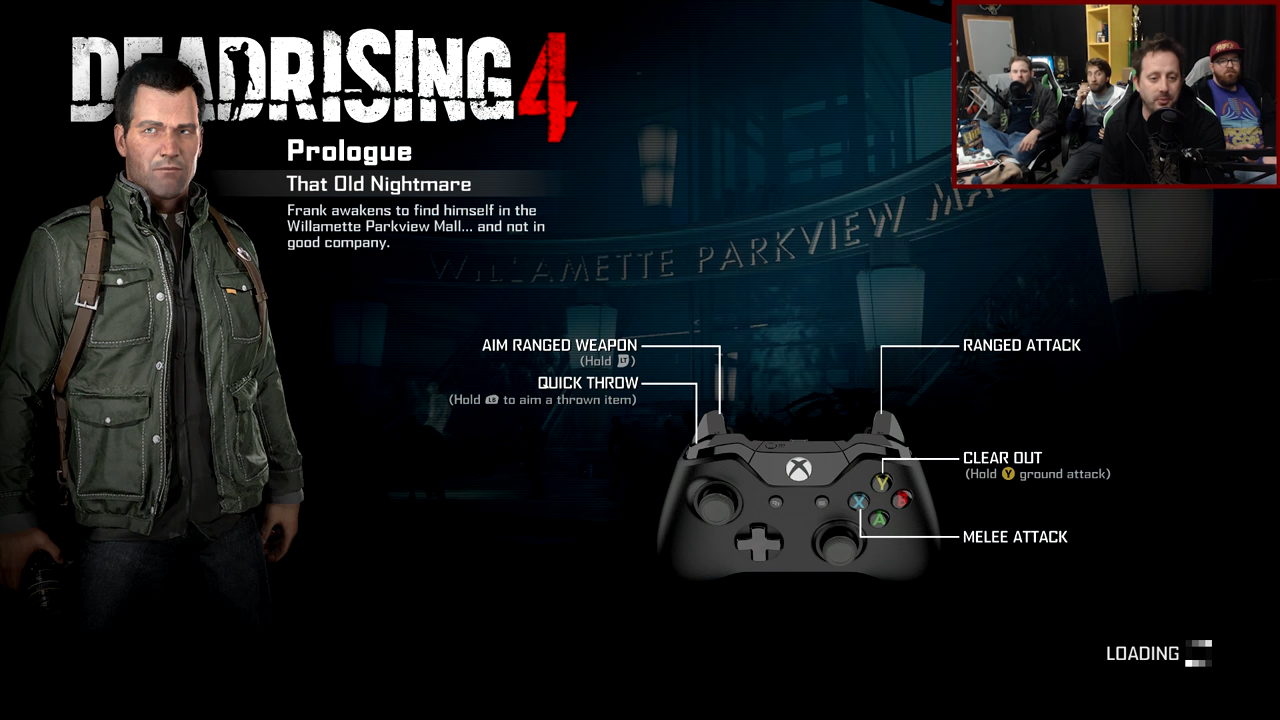 DEADRISING 4
Prologue
That Old Nightmare
Frank awakens to find himself in the
Willamette Parkview Mall... and not in
good company.
WILLAMETTE PARKVIEW
AIM RANGED WEAPON
(Hold LT)
QUICK THROW
(Hold LB to aim a thrown item)
RANGED ATTACK
CLEAR OUT
(Hold Y ground attack)
MELEE ATTACK
Y
X
B
A
LOADING